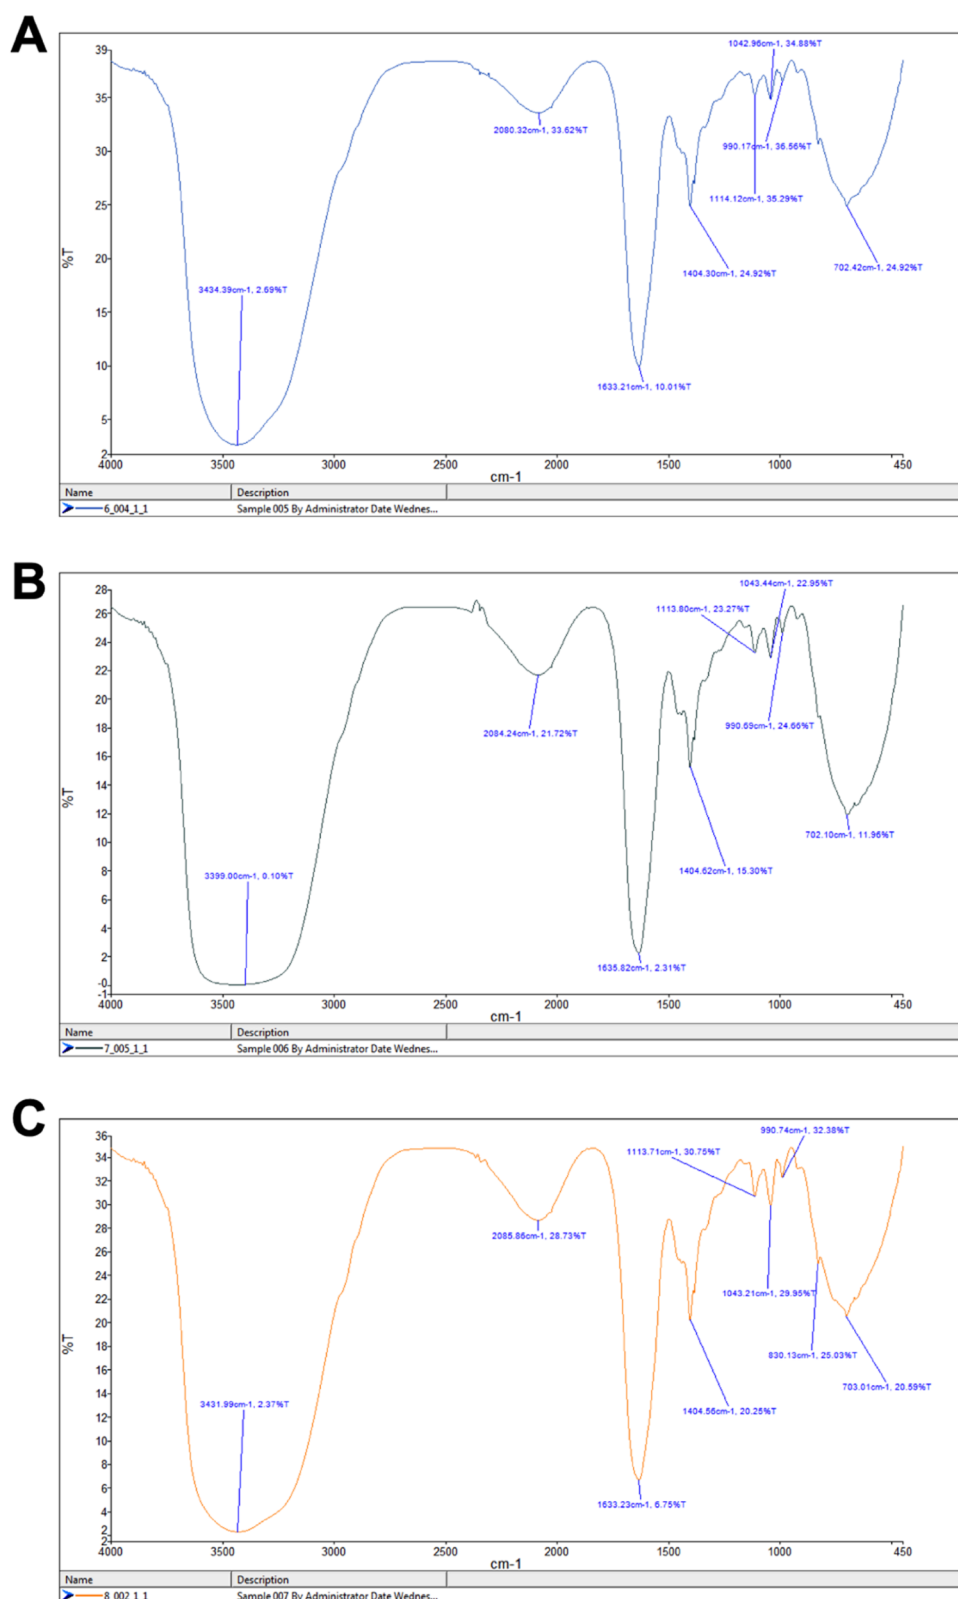 A
39
1042.96cm-1, 34.88%T
35
2080.32cm-1, 33.62%T
990.17cm-1, 36.56%T
30
1114.12cm-1, 35.29%T
25
%T
20
1404.30cm-1, 24.92%T
702.42cm-1, 24.92%T
3434.39cm-1, 2.69%T
15
10
1633.21cm-1, 10.01%T
5
2
4000 3500 3000 2500 2000 1500 1000 450
cm-1
Name Description
6_004_1_1 Sample 005 By Administrator Date Wednes...
B
28
1043.44cm-1, 22.95%T
26
1113.80cm-1, 23.27%T
24
22
20
990.69cm-1, 24.66%T
2084.24cm-1, 21.72%T
18
16
14
%T
12
702.10cm-1, 11.96%T
10
1404.62cm-1, 15.30%T
8
3399.00cm-1, 0.10%T
6
4
2
1635.82cm-1, 2.31%T
-0
-1
4000 3500 3000 2500 2000 1500 1000 450
cm-1
Name Description
7_005_1_1 Sample 006 By Administrator Date Wednes...
C
36
990.74cm-1, 32.38%T
34
1113.71cm-1, 30.75%T
32
30
28
2085.86cm-1, 28.73%T
26
24
1043.21cm-1, 29.95%T
22
20
%T
18
830.13cm-1, 25.03%T
16
703.01cm-1, 20.59%T
14
3431.99cm-1, 2.37%T
1404.56cm-1, 20.25%T
12
10
8
6
1633.23cm-1, 6.75%T
4
2
2
4000 3500 3000 2500 2000 1500 1000 450
cm-1
Name Description
8_002_1_1 Sample 007 By Administrator Date Wednes...